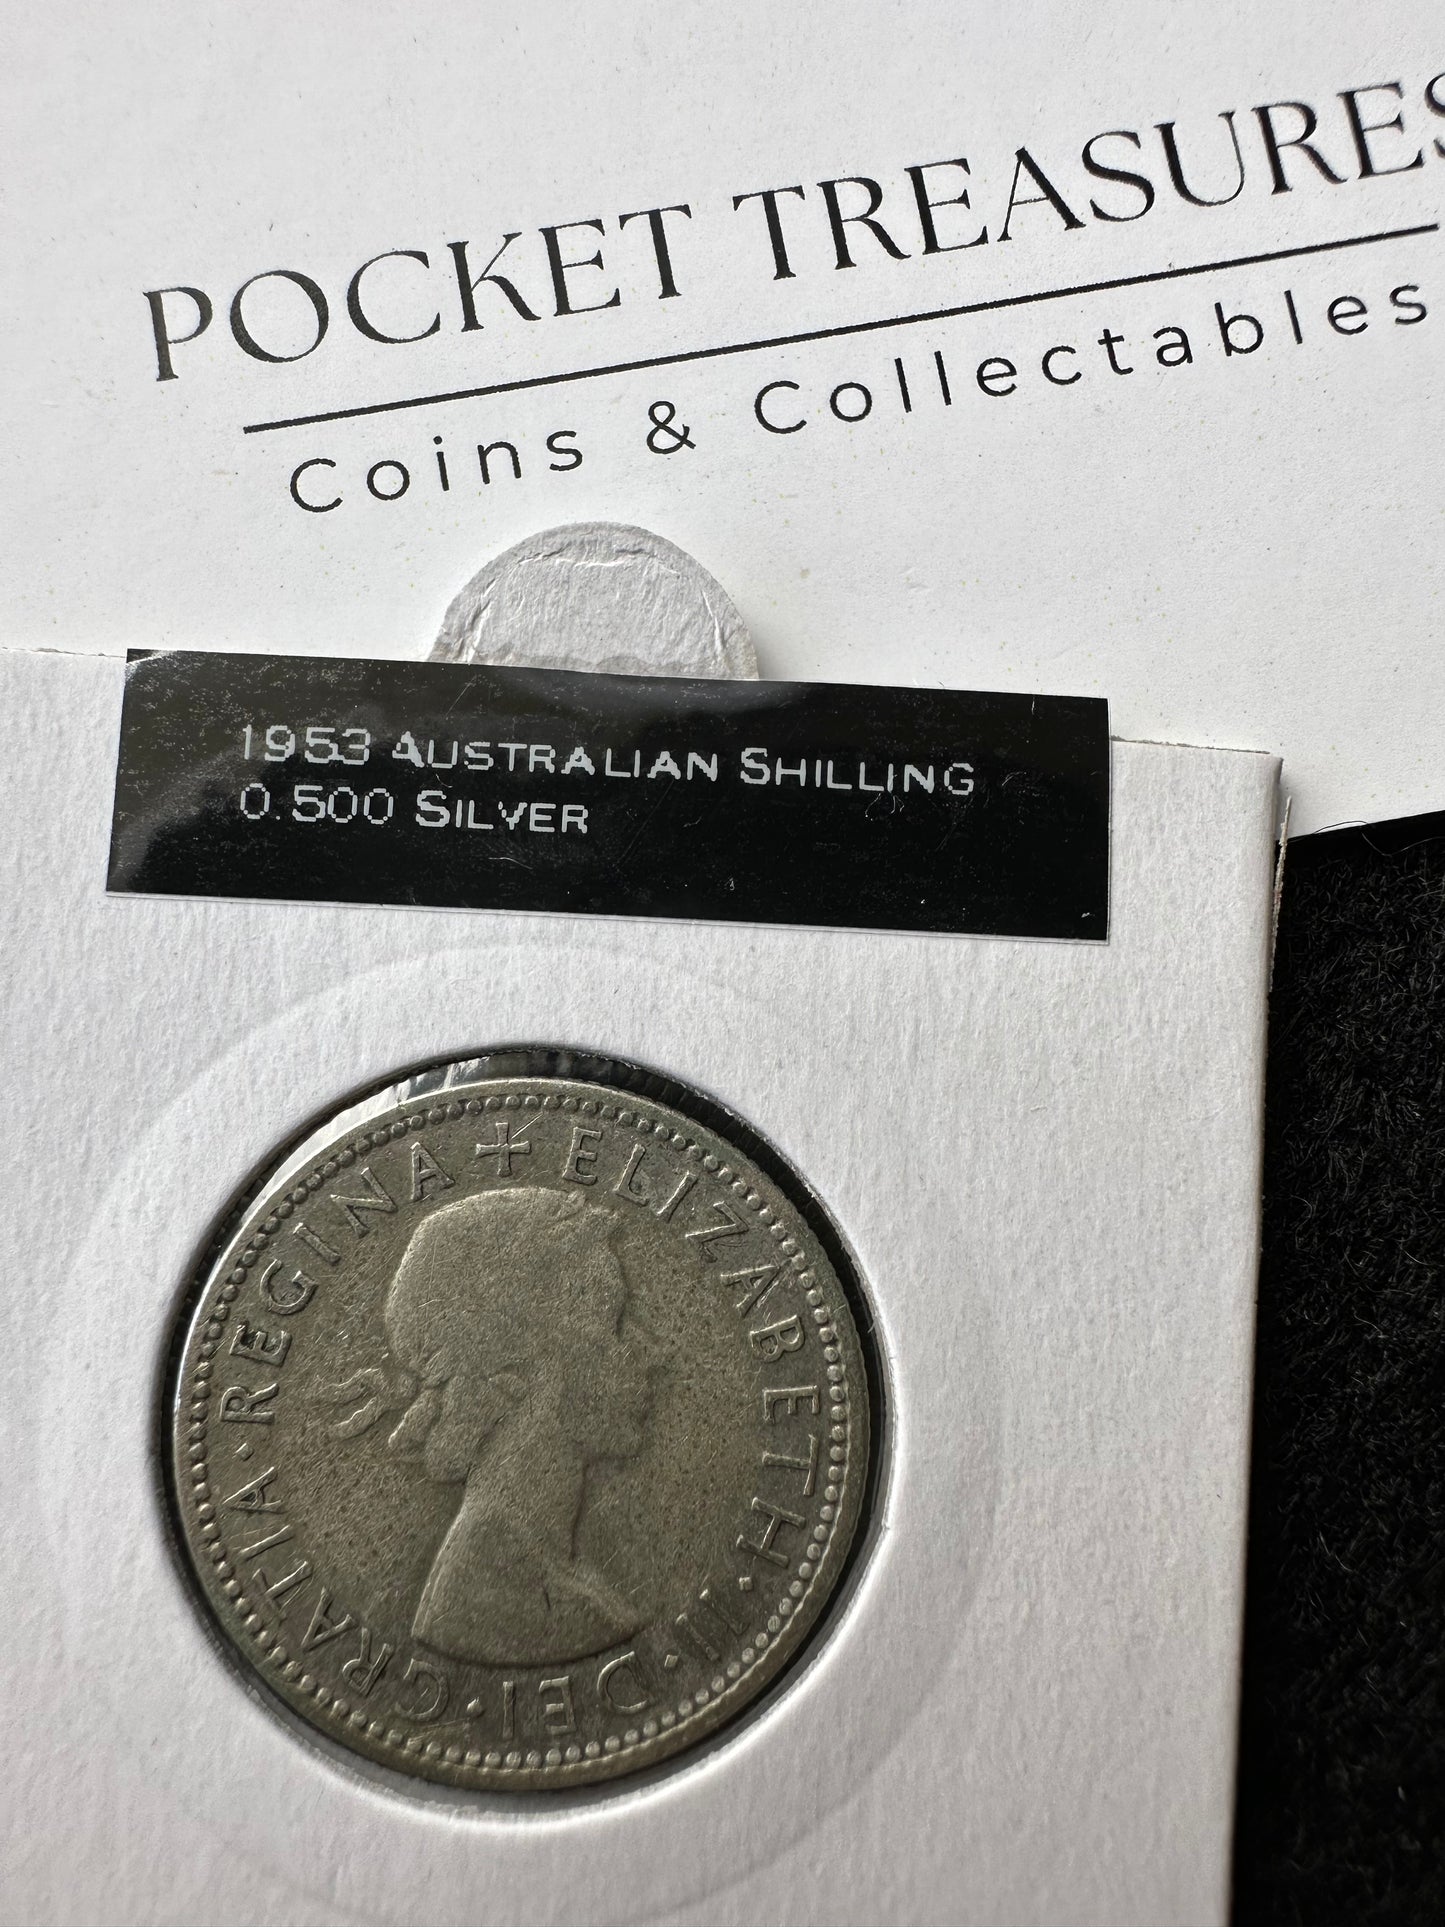 POCKET TREASURES
Coins & Collectables
1953 AUSTRALIAN SHILLING
0.500 SILVER
+ ELIZABETH·II·DEI·GRATIA·REGINA